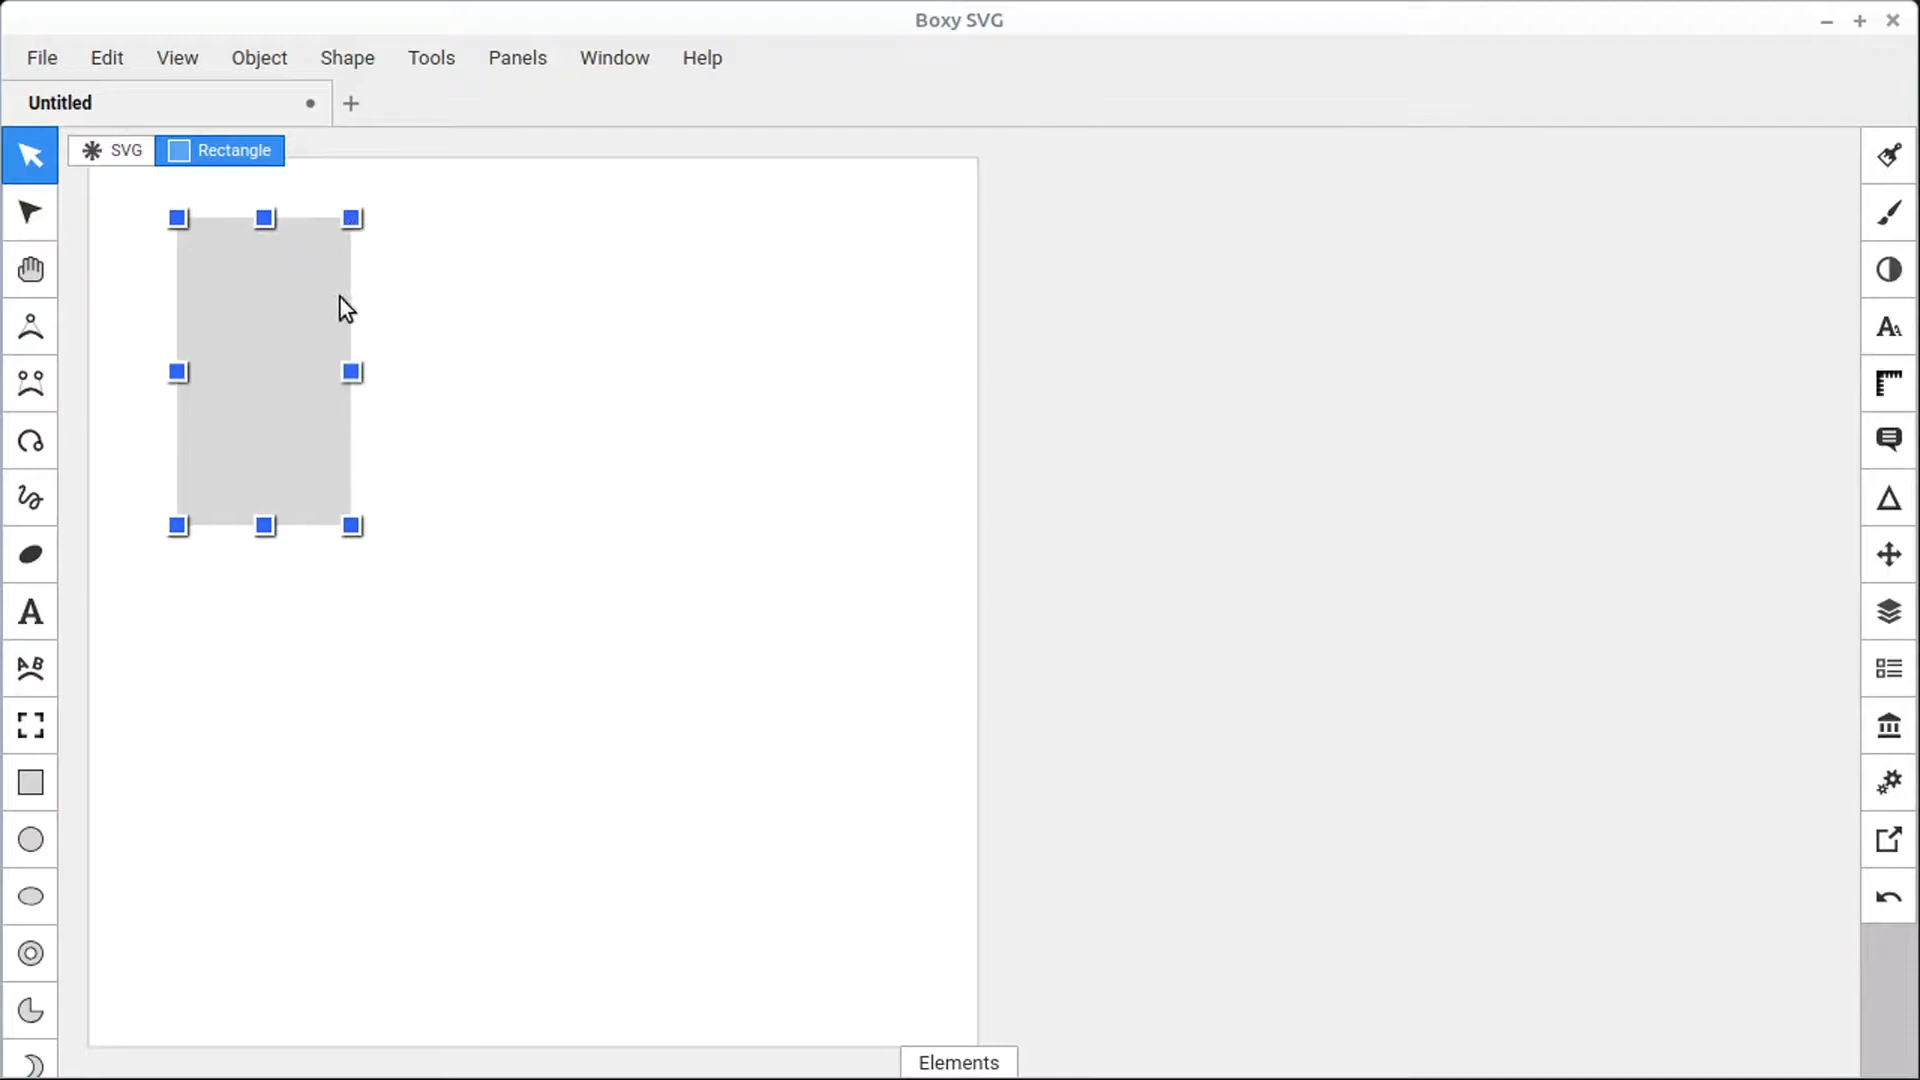 Boxy SVG
File Edit View Object Shape Tools Panels Window Help
Untitled
SVG Rectangle
Elements